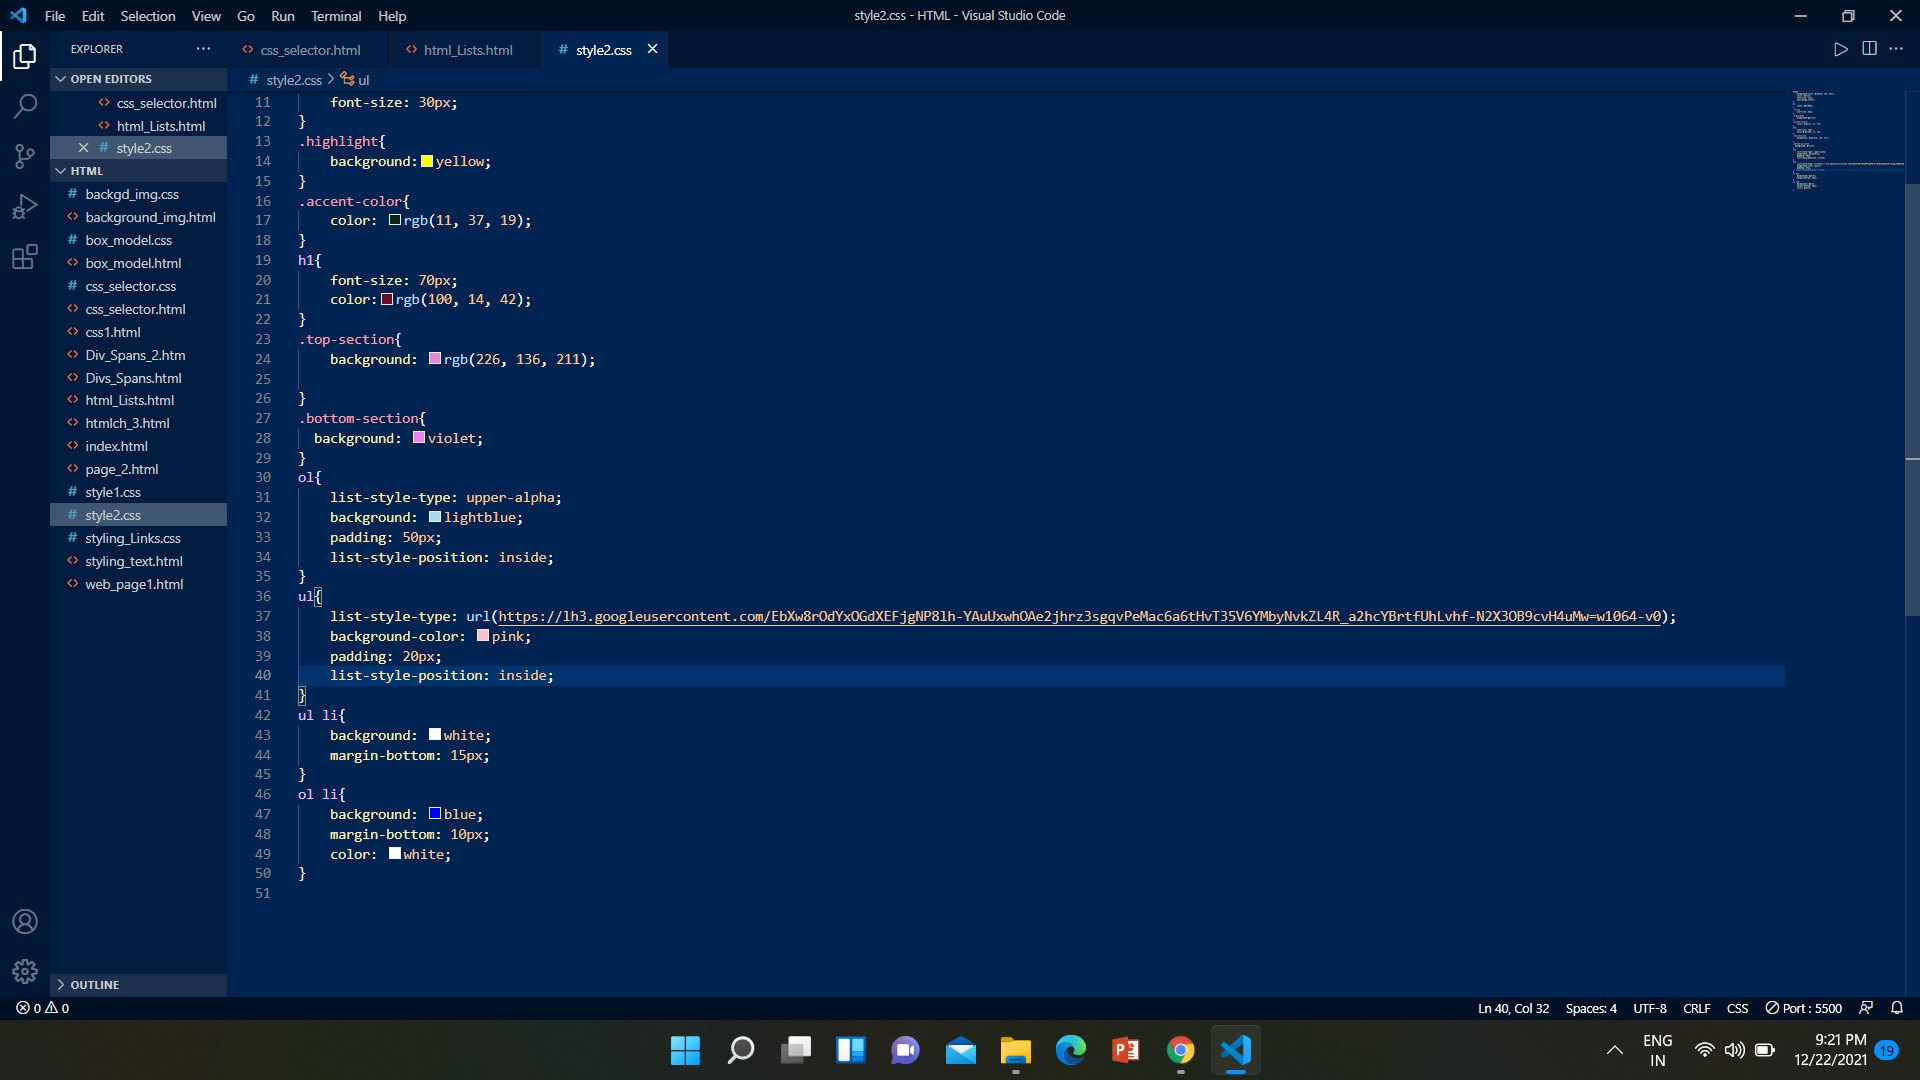 File Edit Selection View Go Run Terminal Help
style2.css - HTML - Visual Studio Code
EXPLORER
css_selector.html
html_Lists.html
style2.css
OPEN EDITORS
css_selector.html
html_Lists.html
style2.css
HTML
backgd_img.css
background_img.html
box_model.css
box_model.html
css_selector.css
css_selector.html
css1.html
Div_Spans_2.htm
Divs_Spans.html
html_Lists.html
htmlch_3.html
index.html
page_2.html
style1.css
style2.css
styling_Links.css
styling_text.html
web_page1.html
OUTLINE
style2.css > ul
11 font-size: 30px;
12 }
13 .highlight{
14 background: yellow;
15 }
16 .accent-color{
17 color: rgb(11, 37, 19);
18 }
19 h1{
20 font-size: 70px;
21 color: rgb(100, 14, 42);
22 }
23 .top-section{
24 background: rgb(226, 136, 211);
25
26 }
27 .bottom-section{
28 background: violet;
29 }
30 ol{
31 list-style-type: upper-alpha;
32 background: lightblue;
33 padding: 50px;
34 list-style-position: inside;
35 }
36 ul{
37 list-style-type: url(https://lh3.googleusercontent.com/EbXw8rOdYxOGdXEFjgNP8lh-YAuUxwhOAe2jhrz3sgqvPeMac6a6tHvT35V6YMbyNvkZL4R_a2hcYBrtfUhLvhf-N2X3OB9cvH4uMw=w1064-v0);
38 background-color: pink;
39 padding: 20px;
40 list-style-position: inside;
41 }
42 ul li{
43 background: white;
44 margin-bottom: 15px;
45 }
46 ol li{
47 background: blue;
48 margin-bottom: 10px;
49 color: white;
50 }
51
0 0
Ln 40, Col 32 Spaces: 4 UTF-8 CRLF CSS Port : 5500
ENG
IN
9:21 PM
12/22/2021
19